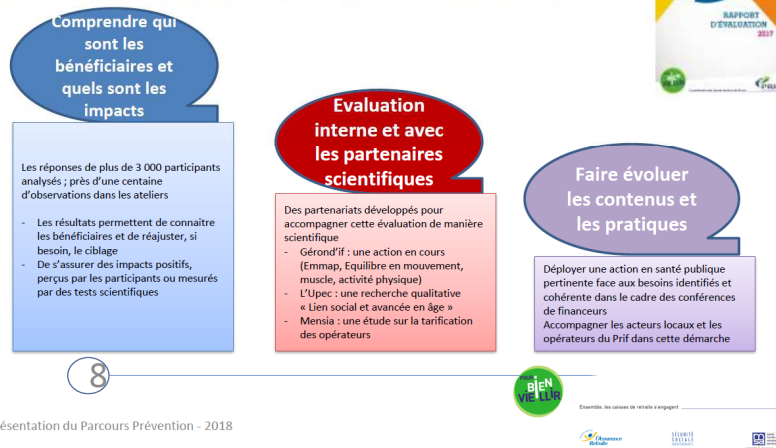 RAPPORT
D'ÉVALUATION
2017
Comprendre qui
sont les
bénéficiaires et
quels sont les
impacts
Les réponses de plus de 3 000 participants
analysés ; près d'une centaine
d'observations dans les ateliers
- Les résultats permettent de connaitre
les bénéficiaires et de réajuster, si
besoin, le ciblage
- De s'assurer des impacts positifs,
perçus par les participants ou mesurés
par des tests scientifiques
Evaluation
interne et avec
les partenaires
scientifiques
Des partenariats développés pour
accompagner cette évaluation de manière
scientifique
- Gérond'if : une action en cours
(Emmap, Equilibre en mouvement,
muscle, activité physique)
- L'Upec : une recherche qualitative
« Lien social et avancée en âge »
- Mensia : une étude sur la tarification
des opérateurs
Faire évoluer
les contenus et
les pratiques
Déployer une action en santé publique
pertinente face aux besoins identifiés et
cohérente dans le cadre des conférences
de financeurs
Accompagner les acteurs locaux et les
opérateurs du Prif dans cette démarche
8
POUR
BIEN
VIEILLIR
Ensemble, les caisses de retraite s'engagent
ésentation du Parcours Prévention - 2018
l'Assurance
Retraite
SÉCURITÉ
SOCIALE